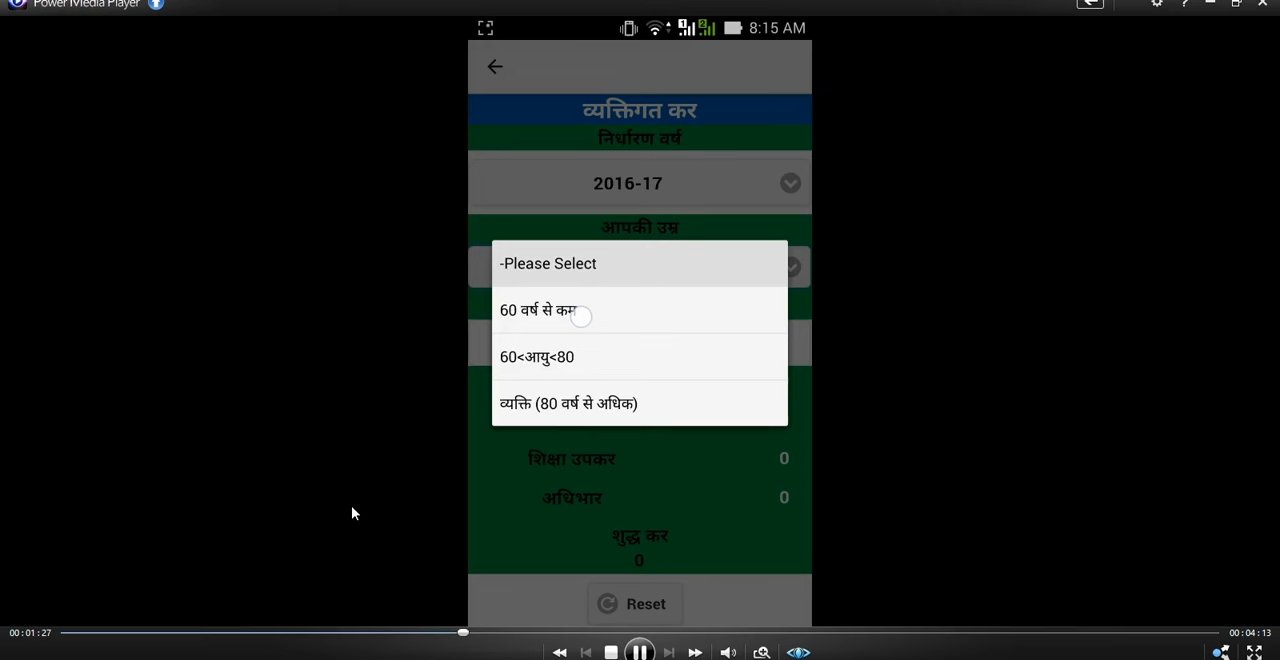 Power Media Player
8:15 AM
व्यक्तिगत कर
निर्धारण वर्ष
2016-17
आपकी उम्र
-Please Select
60 वर्ष से कम
60<आयु<80
व्यक्ति (80 वर्ष से अधिक)
शिक्षा उपकर 0
अधिभार 0
शुद्ध कर
0
Reset
00:01:27
00:04:13